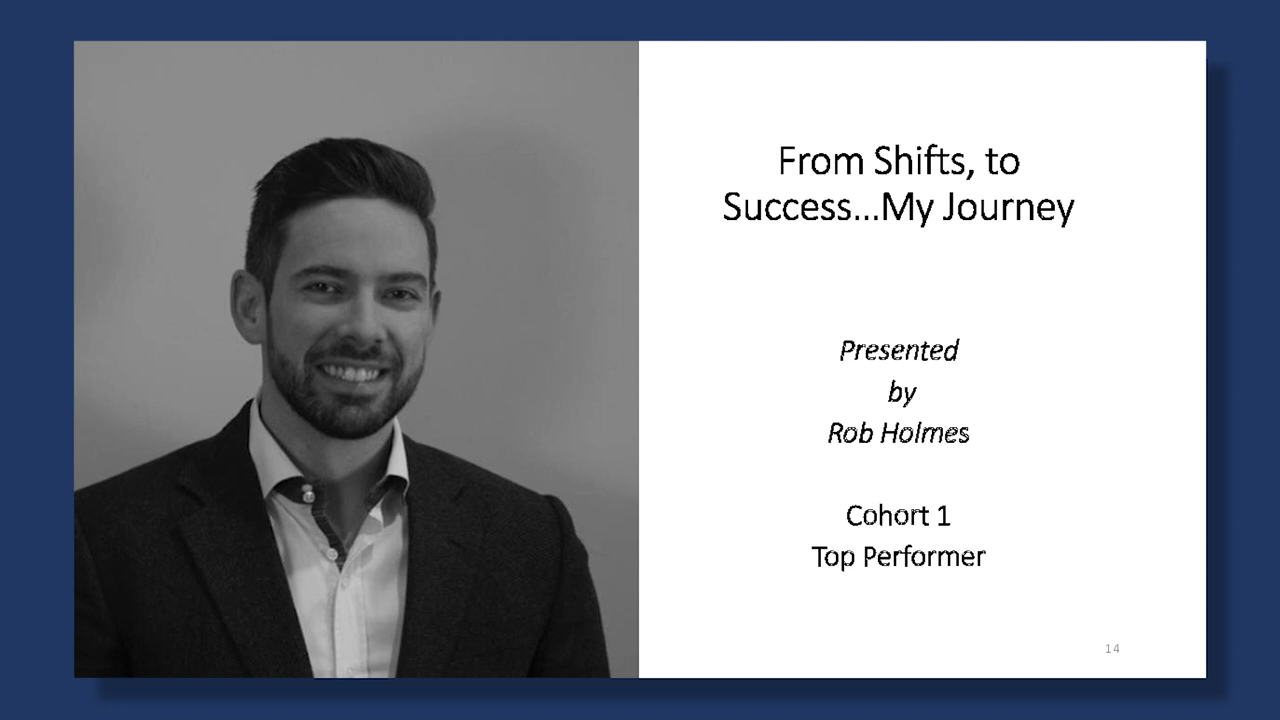 From Shifts, to
Success...My Journey
Presented
by
Rob Holmes
Cohort 1
Top Performer
14